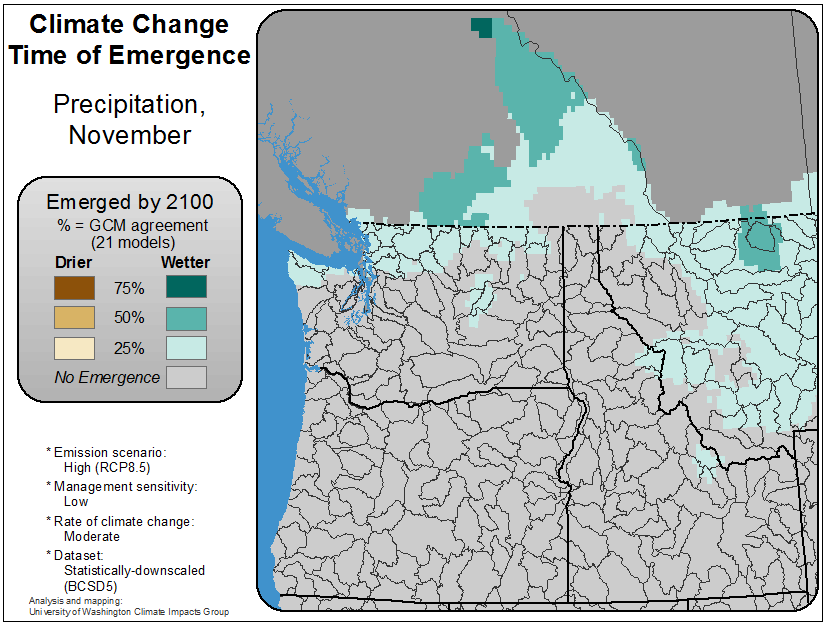 Climate Change
Time of Emergence
Precipitation,
November
Emerged by 2100
% = GCM agreement
(21 models)
Drier Wetter
75%
50%
25%
No Emergence
* Emission scenario:
High (RCP8.5)
* Management sensitivity:
Low
* Rate of climate change:
Moderate
* Dataset:
Statistically-downscaled
(BCSD5)
Analysis and mapping:
University of Washington Climate Impacts Group